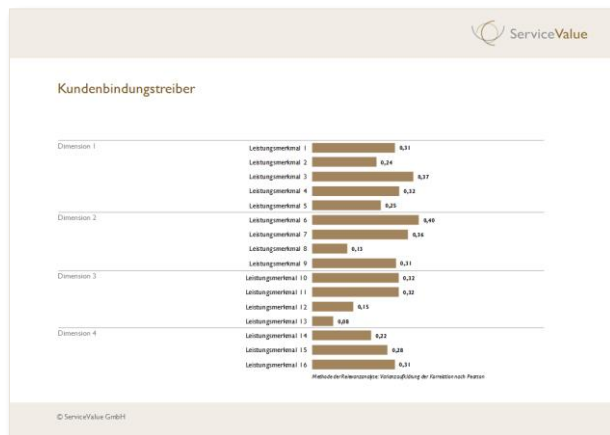 ServiceValue
Kundenbindungstreiber
Dimension 1
Leistungsmerkmal 1 0,31
Leistungsmerkmal 2 0,24
Leistungsmerkmal 3 0,37
Leistungsmerkmal 4 0,32
Leistungsmerkmal 5 0,25
Dimension 2
Leistungsmerkmal 6 0,40
Leistungsmerkmal 7 0,36
Leistungsmerkmal 8 0,13
Leistungsmerkmal 9 0,31
Dimension 3
Leistungsmerkmal 10 0,32
Leistungsmerkmal 11 0,32
Leistungsmerkmal 12 0,15
Leistungsmerkmal 13 0,08
Dimension 4
Leistungsmerkmal 14 0,22
Leistungsmerkmal 15 0,28
Leistungsmerkmal 16 0,31
Methode der Relevanzanalyse: Varianzaufklärung der Korrelation nach Pearson
© ServiceValue GmbH